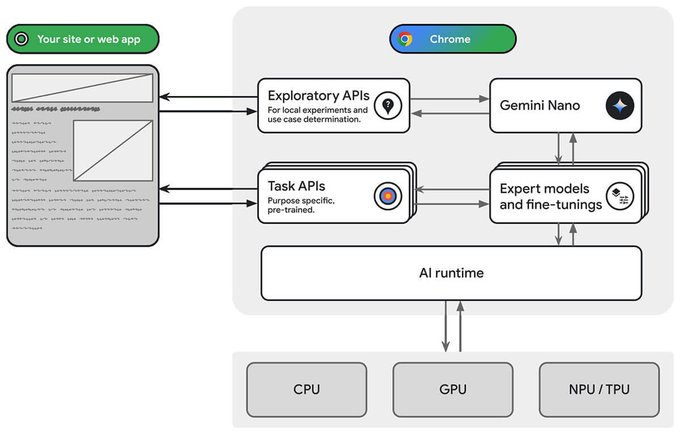 Your site or web app
Chrome
Exploratory APIs
For local experiments and
use case determination.
?
Gemini Nano
Task APIs
Purpose specific,
pre-trained.
Expert models
and fine-tunings
AI runtime
CPU
GPU
NPU / TPU